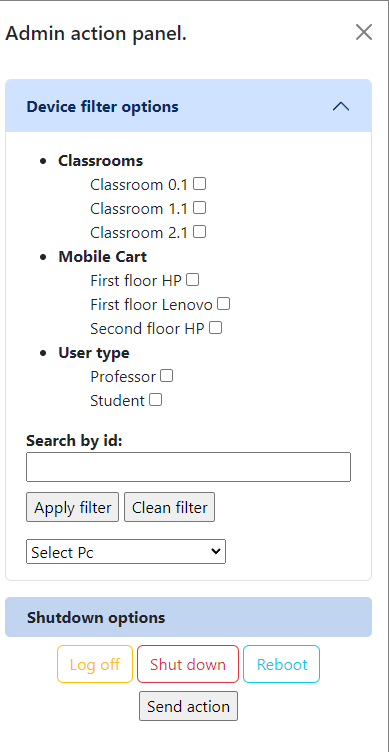 Admin action panel.
Device filter options
Classrooms
Classroom 0.1
Classroom 1.1
Classroom 2.1
Mobile Cart
First floor HP
First floor Lenovo
Second floor HP
User type
Professor
Student
Search by id:
Apply filter Clean filter
Select Pc
Shutdown options
Log off Shut down Reboot
Send action